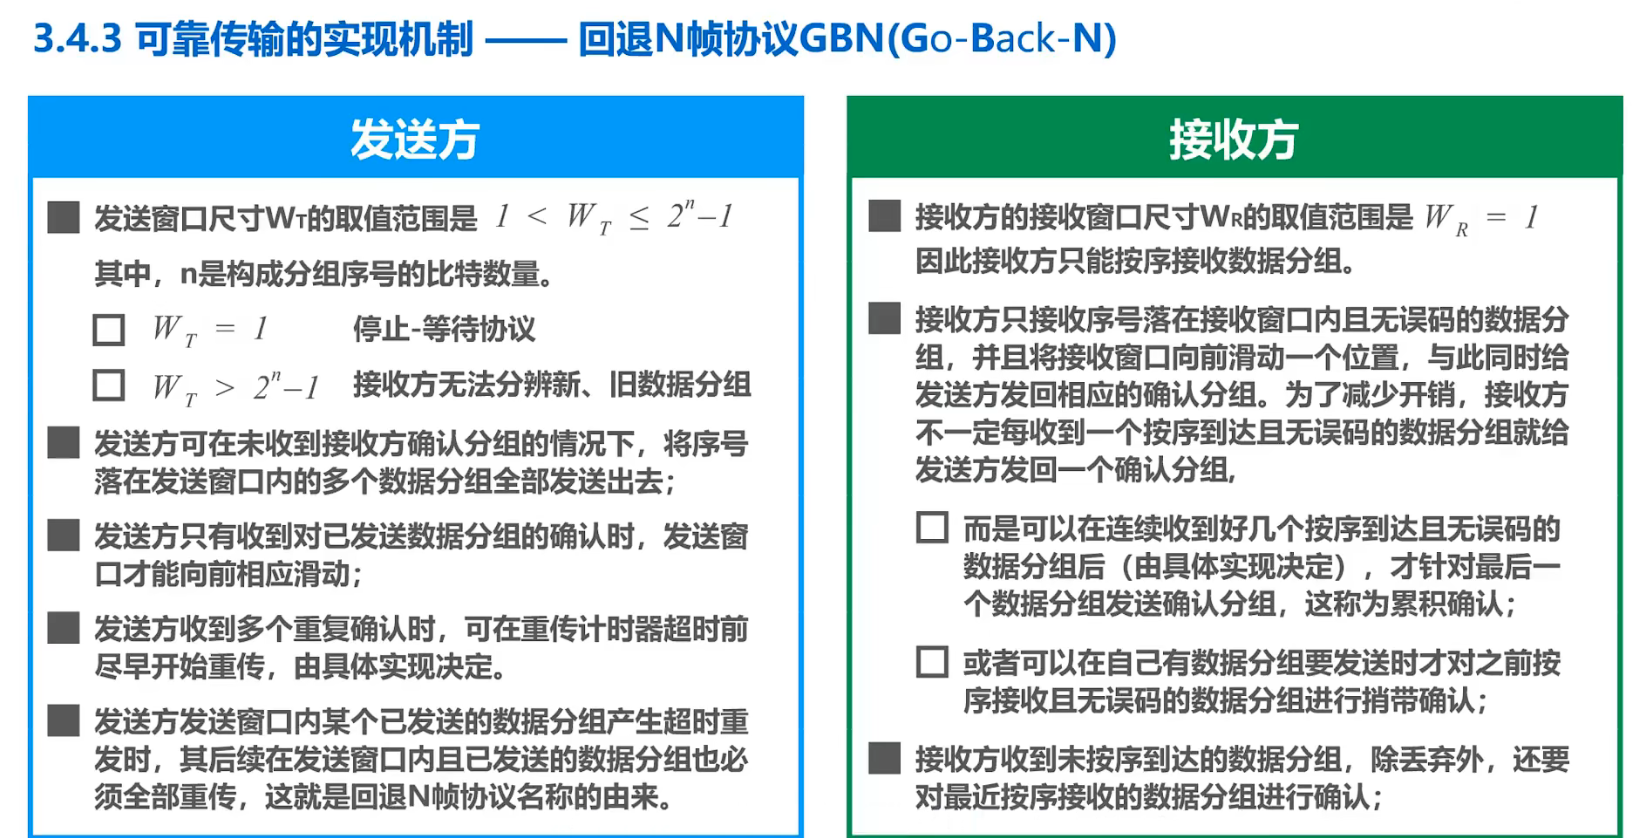 3.4.3 可靠传输的实现机制 —— 回退N帧协议GBN(Go-Back-N)
发送方
发送窗口尺寸WT的取值范围是 1 < W_T ≤ 2^n–1
其中，n是构成分组序号的比特数量。
W_T = 1 停止-等待协议
W_T > 2^n–1 接收方无法分辨新、旧数据分组
发送方可在未收到接收方确认分组的情况下，将序号
落在发送窗口内的多个数据分组全部发送出去；
发送方只有收到对已发送数据分组的确认时，发送窗
口才能向前相应滑动；
发送方收到多个重复确认时，可在重传计时器超时前
尽早开始重传，由具体实现决定。
发送方发送窗口内某个已发送的数据分组产生超时重
发时，其后续在发送窗口内且已发送的数据分组也必
须全部重传，这就是回退N帧协议名称的由来。
接收方
接收方的接收窗口尺寸WR的取值范围是 W_R = 1
因此接收方只能按序接收数据分组。
接收方只接收序号落在接收窗口内且无误码的数据分
组，并且将接收窗口向前滑动一个位置，与此同时给
发送方发回相应的确认分组。为了减少开销，接收方
不一定每收到一个按序到达且无误码的数据分组就给
发送方发回一个确认分组,
而是可以在连续收到好几个按序到达且无误码的
数据分组后（由具体实现决定），才针对最后一
个数据分组发送确认分组，这称为累积确认；
或者可以在自己有数据分组要发送时才对之前按
序接收且无误码的数据分组进行捎带确认；
接收方收到未按序到达的数据分组，除丢弃外，还要
对最近按序接收的数据分组进行确认；